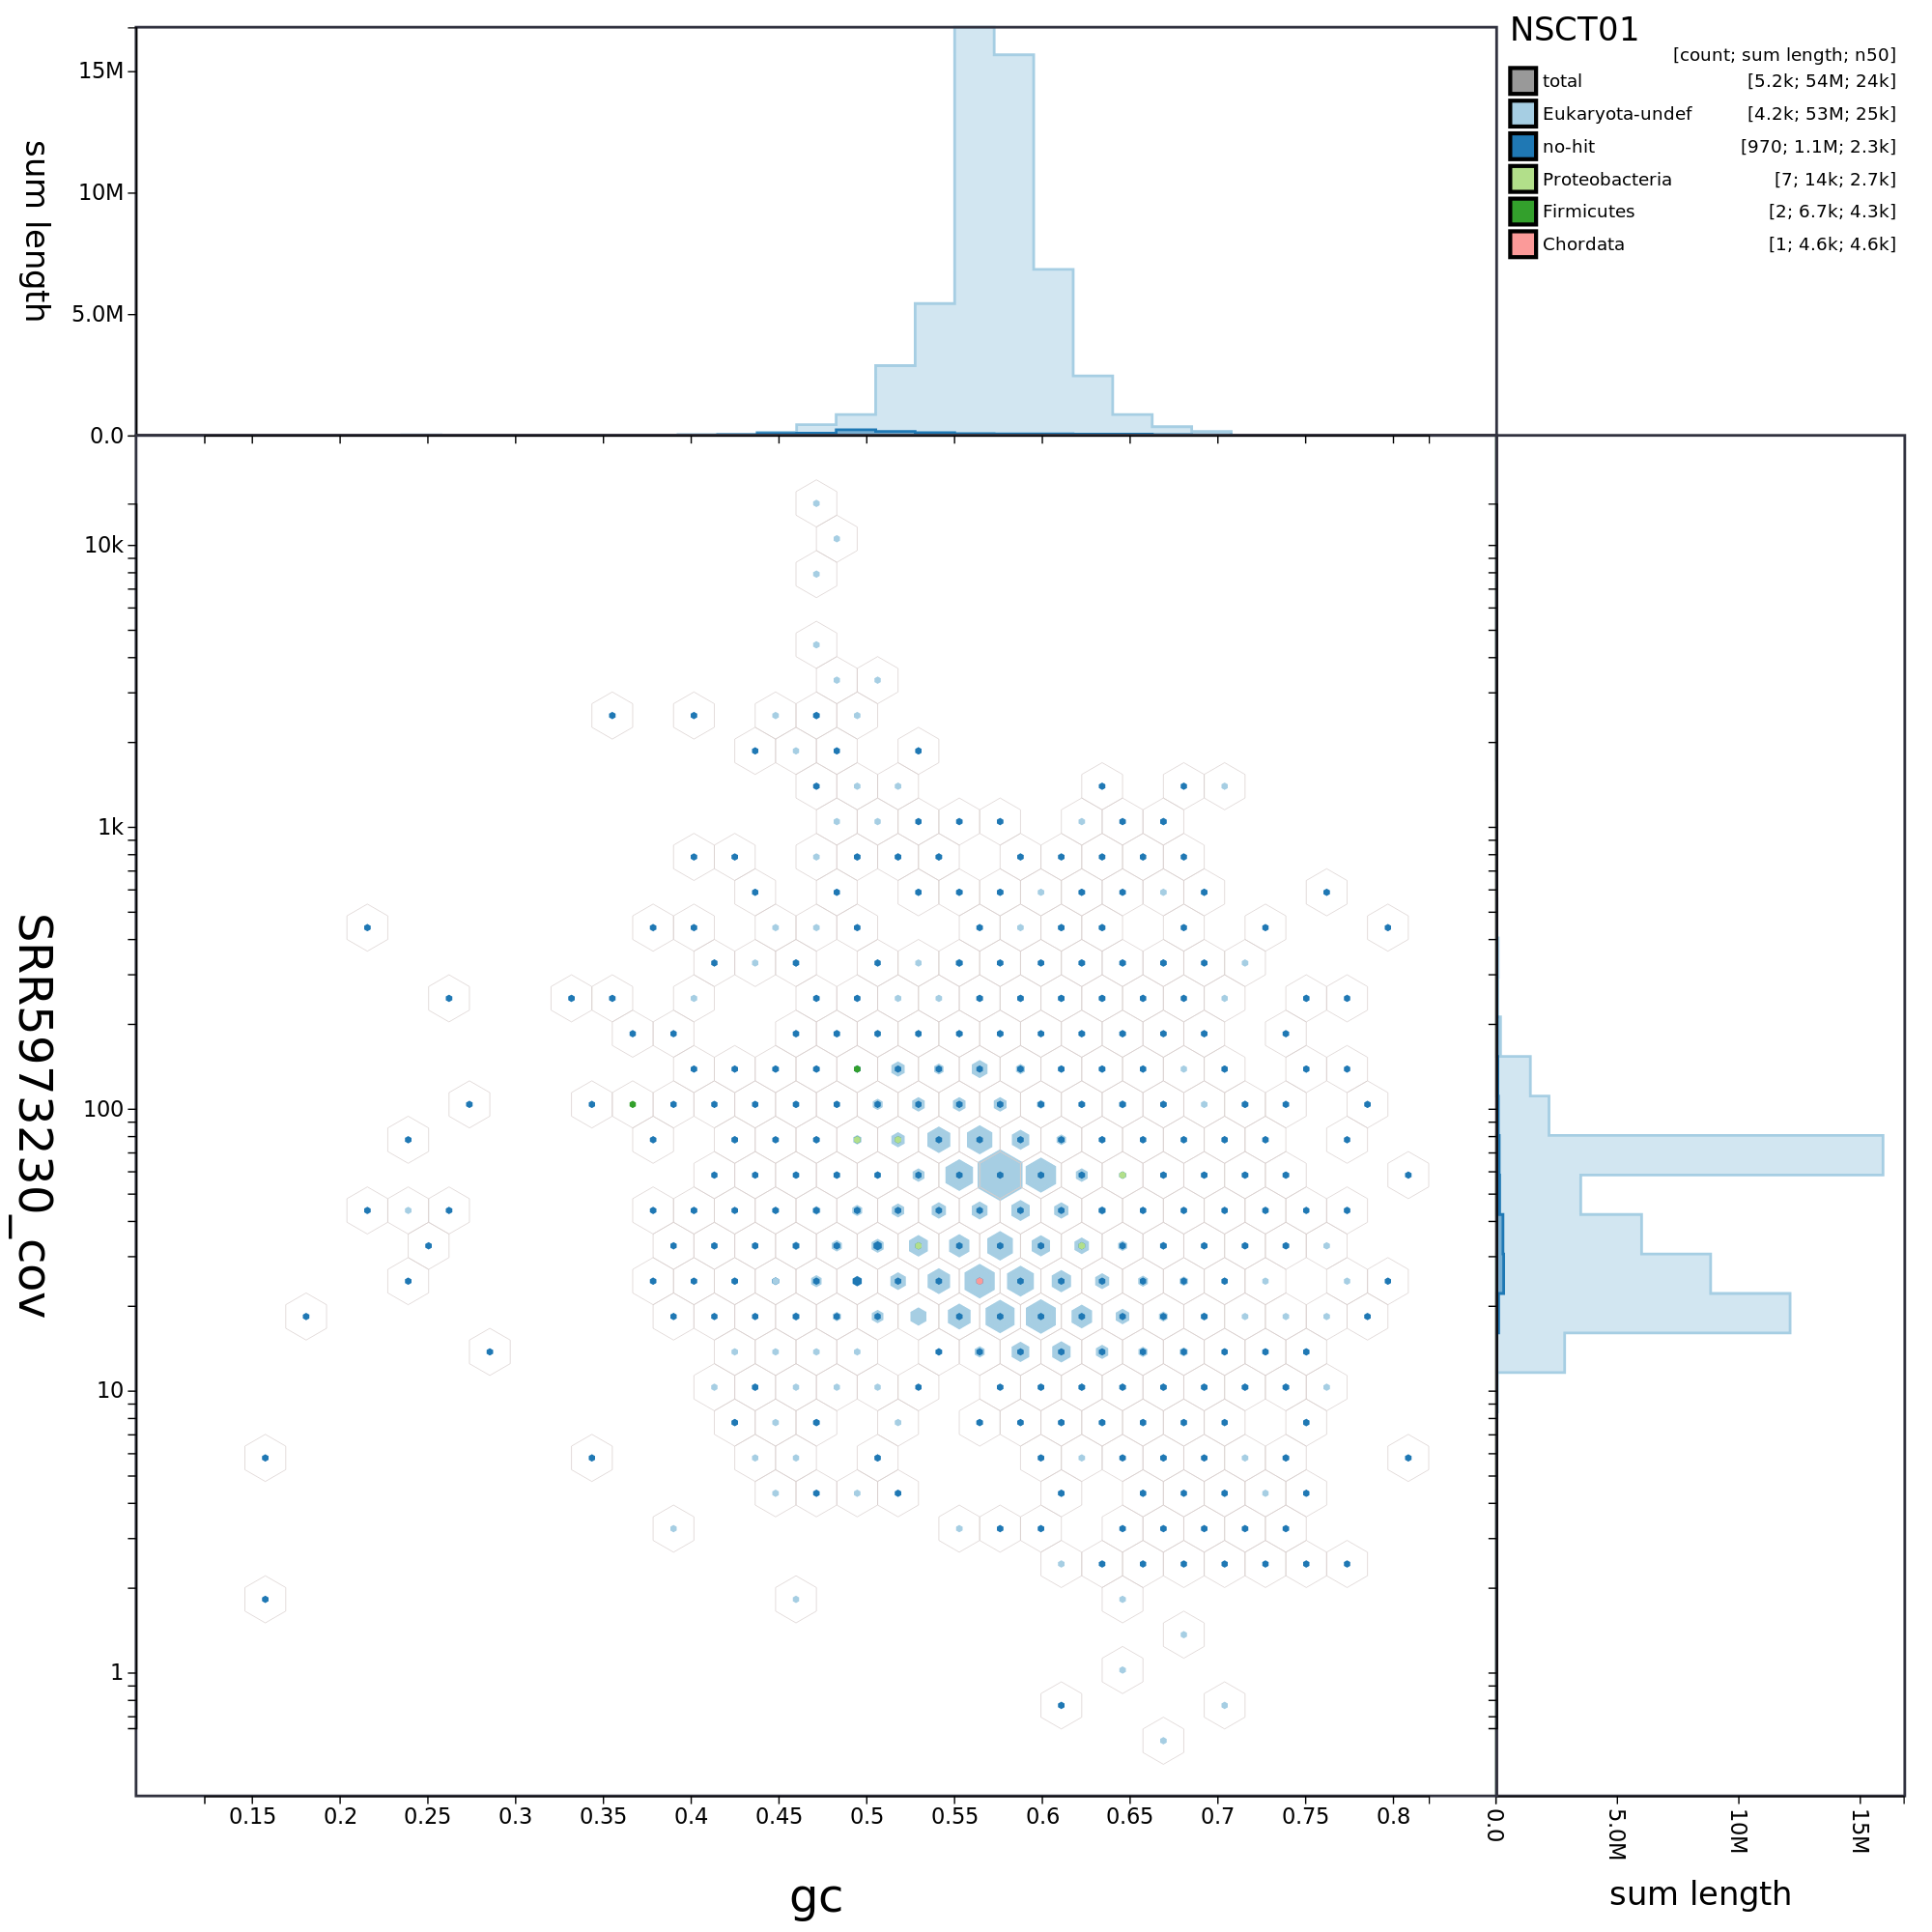 NSCT01
[count; sum length; n50]
total [5.2k; 54M; 24k]
Eukaryota-undef [4.2k; 53M; 25k]
no-hit [970; 1.1M; 2.3k]
Proteobacteria [7; 14k; 2.7k]
Firmicutes [2; 6.7k; 4.3k]
Chordata [1; 4.6k; 4.6k]
sum length
15M
10M
5.0M
0.0
SRR5973230_cov
10k
1k
100
10
1
0.15 0.2 0.25 0.3 0.35 0.4 0.45 0.5 0.55 0.6 0.65 0.7 0.75 0.8
gc
0.0 5.0M 10M 15M
sum length